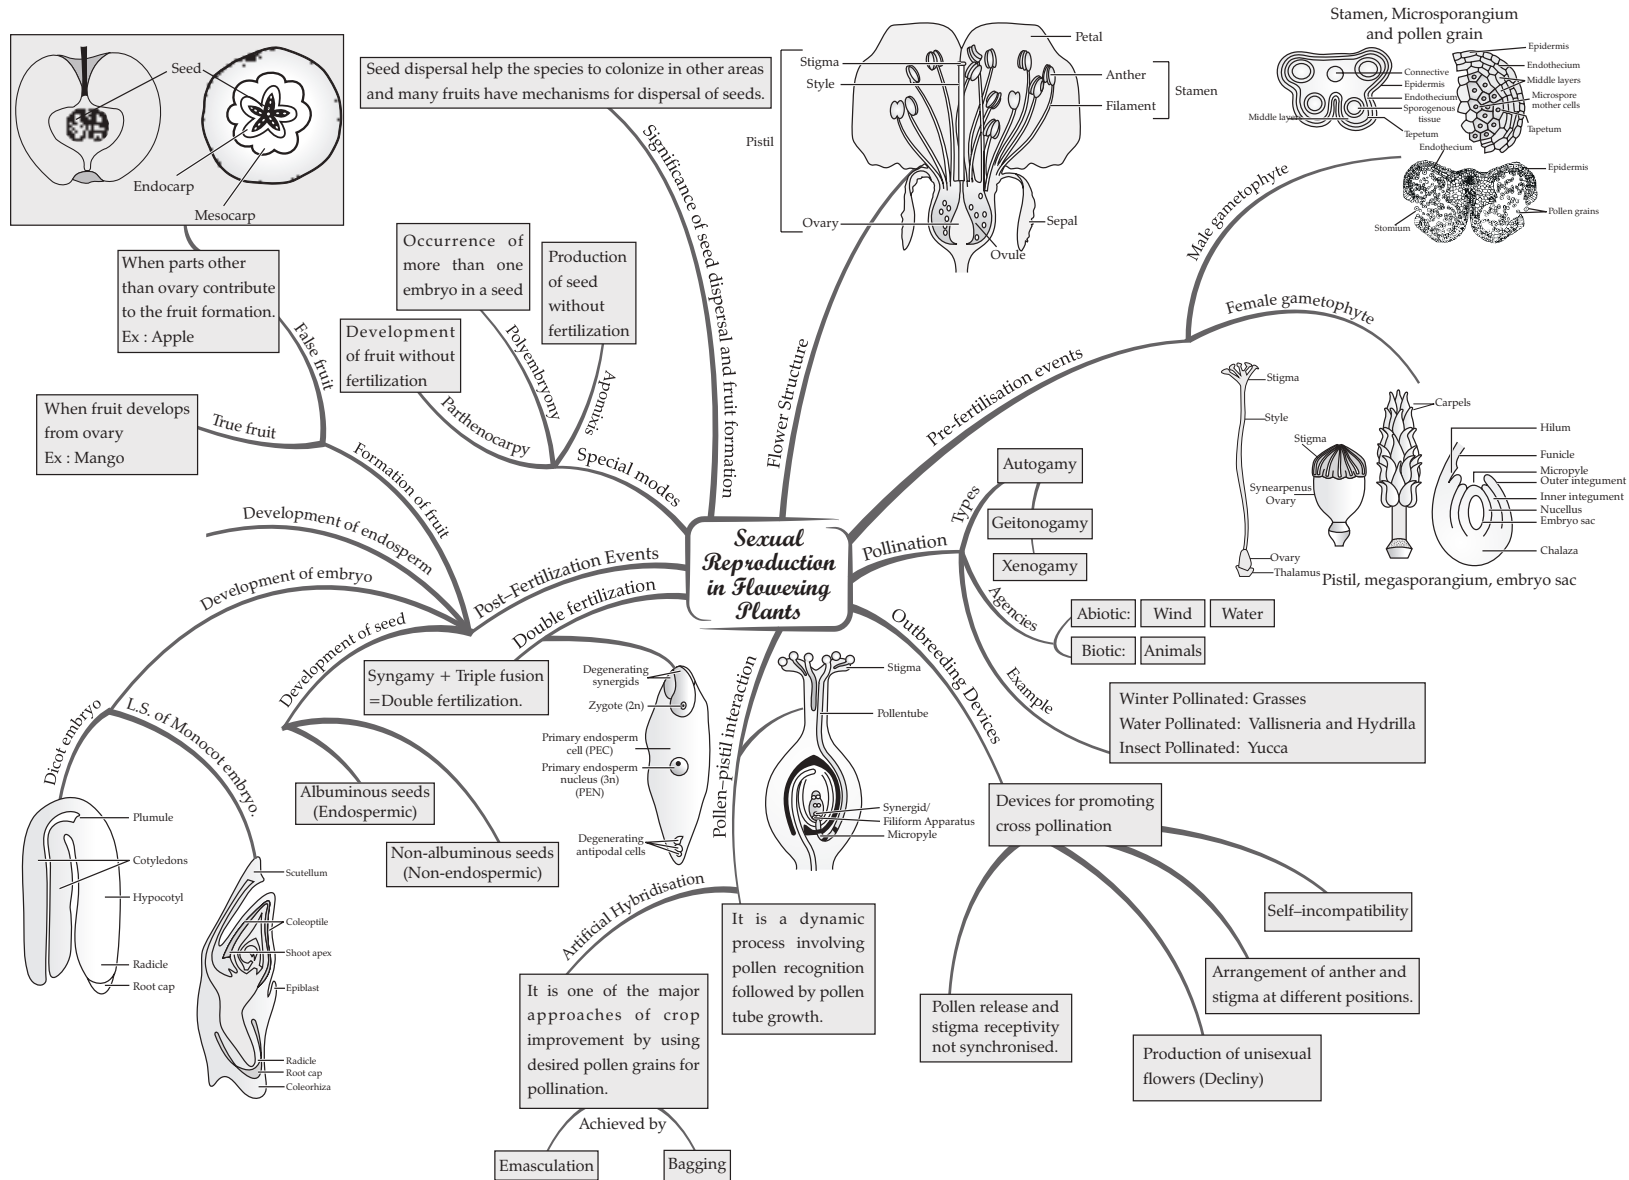 Sexual
Reproduction
in Flowering
Plants
Stamen, Microsporangium
and pollen grain
Connective
Epidermis
Endothecium
Sporogenous
tissue
Middle layers
Tepetum
Epidermis
Endothecium
Middle layers
Microspore
mother cells
Tapetum
Endothecium
Epidermis
Pollen grains
Stomium
Male gametophyte
Female gametophyte
Pre-fertilisation events
Stigma
Style
Ovary
Thalamus
Stigma
Synearpenus
Ovary
Carpels
Hilum
Funicle
Micropyle
Outer integument
Inner integument
Nucellus
Embryo sac
Chalaza
Pistil, megasporangium, embryo sac
Flower Structure
Petal
Stigma
Style
Anther
Filament
Stamen
Pistil
Ovary
Sepal
Ovule
Significance of seed dispersal and fruit formation
Seed dispersal help the species to colonize in other areas
and many fruits have mechanisms for dispersal of seeds.
Special modes
Apomixis
Production
of seed
without
fertilization
Polyembryony
Occurrence of
more than one
embryo in a seed
Parthenocarpy
Development
of fruit without
fertilization
Seed
Endocarp
Mesocarp
When parts other
than ovary contribute
to the fruit formation.
Ex : Apple
False fruit
True fruit
When fruit develops
from ovary
Ex : Mango
Formation of fruit
Development of endosperm
Development of embryo
Development of seed
Post–Fertilization Events
Double fertilization
Syngamy + Triple fusion
=Double fertilization.
Degenerating
synergids
Zygote (2n)
Primary endosperm
cell (PEC)
Primary endosperm
nucleus (3n)
(PEN)
Degenerating
antipodal cells
Albuminous seeds
(Endospermic)
Non-albuminous seeds
(Non-endospermic)
Dicot embryo
L.S. of Monocot embryo.
Plumule
Cotyledons
Hypocotyl
Radicle
Root cap
Scutellum
Coleoptile
Shoot apex
Epiblast
Radicle
Root cap
Coleorhiza
Pollen–pistil interaction
Stigma
Pollentube
Synergid/
Filiform Apparatus
Micropyle
It is a dynamic
process involving
pollen recognition
followed by pollen
tube growth.
Artificial Hybridisation
It is one of the major
approaches of crop
improvement by using
desired pollen grains for
pollination.
Achieved by
Emasculation
Bagging
Pollination
Types
Autogamy
Geitonogamy
Xenogamy
Agencies
Abiotic:
Wind
Water
Biotic:
Animals
Example
Winter Pollinated: Grasses
Water Pollinated: Vallisneria and Hydrilla
Insect Pollinated: Yucca
Outbreeding Devices
Devices for promoting
cross pollination
Self–incompatibility
Arrangement of anther and
stigma at different positions.
Production of unisexual
flowers (Decliny)
Pollen release and
stigma receptivity
not synchronised.